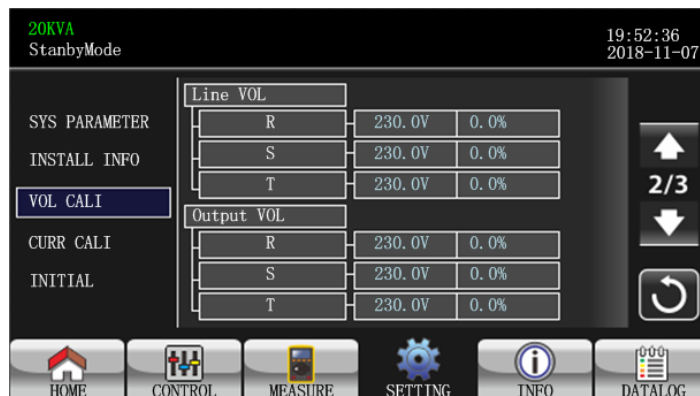 20KVA
StanbyMode
19:52:36
2018-11-07
SYS PARAMETER
INSTALL INFO
VOL CALI
CURR CALI
INITIAL
Line VOL
R 230.0V 0.0%
S 230.0V 0.0%
T 230.0V 0.0%
Output VOL
R 230.0V 0.0%
S 230.0V 0.0%
T 230.0V 0.0%
2/3
HOME CONTROL MEASURE SETTING INFO DATALOG